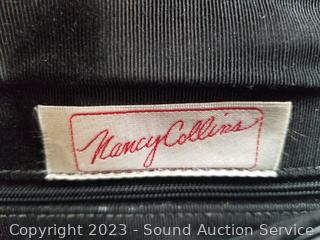 Nancy Collins
Copyright 2023 - Sound Auction Service